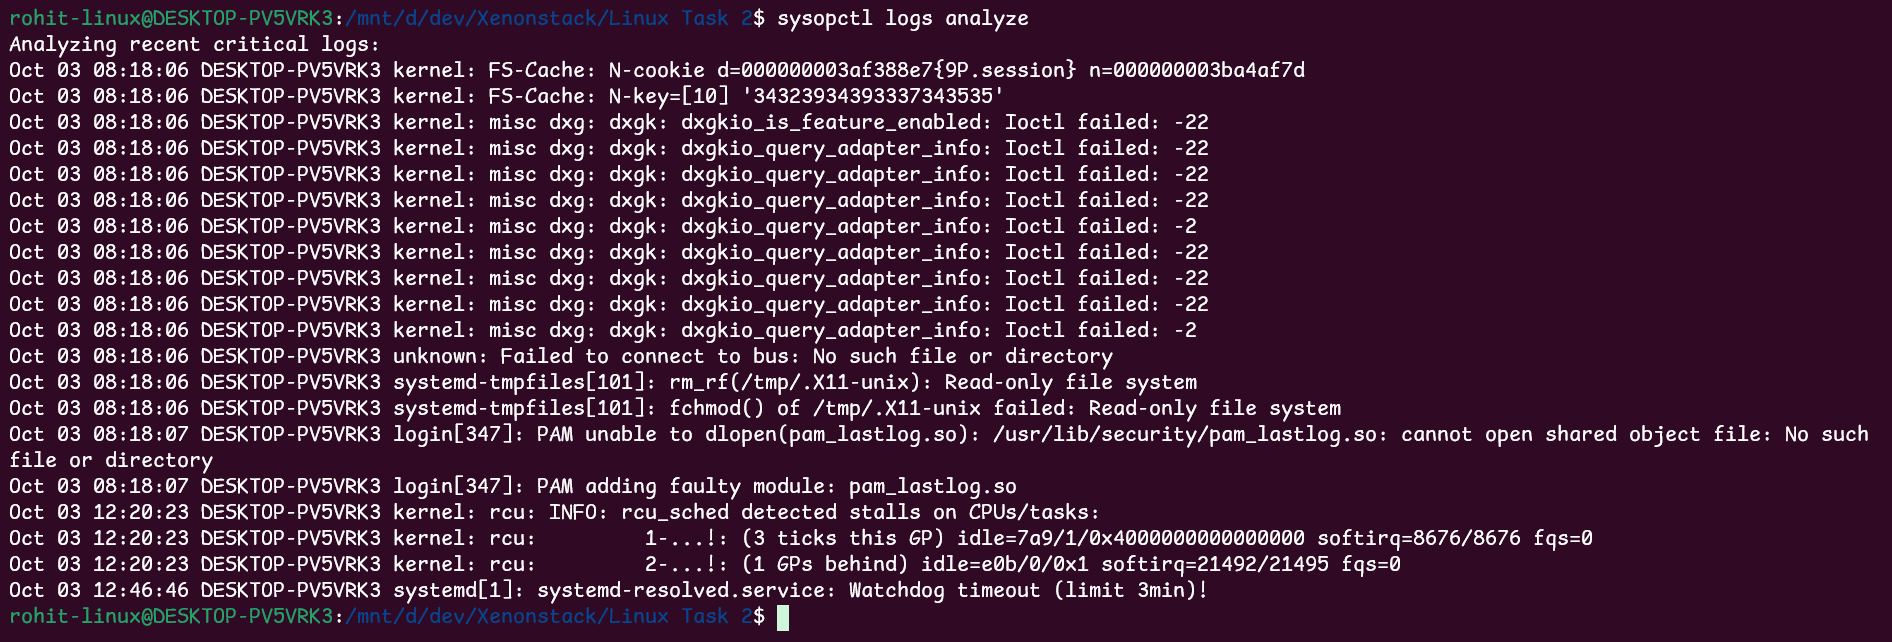 rohit-linux@DESKTOP-PV5VRK3:/mnt/d/dev/Xenonstack/Linux Task 2$ sysopctl logs analyze
Analyzing recent critical logs:
Oct 03 08:18:06 DESKTOP-PV5VRK3 kernel: FS-Cache: N-cookie d=000000003af388e7{9P.session} n=000000003ba4af7d
Oct 03 08:18:06 DESKTOP-PV5VRK3 kernel: FS-Cache: N-key=[10] '34323934393337343535'
Oct 03 08:18:06 DESKTOP-PV5VRK3 kernel: misc dxg: dxgk: dxgkio_is_feature_enabled: Ioctl failed: -22
Oct 03 08:18:06 DESKTOP-PV5VRK3 kernel: misc dxg: dxgk: dxgkio_query_adapter_info: Ioctl failed: -22
Oct 03 08:18:06 DESKTOP-PV5VRK3 kernel: misc dxg: dxgk: dxgkio_query_adapter_info: Ioctl failed: -22
Oct 03 08:18:06 DESKTOP-PV5VRK3 kernel: misc dxg: dxgk: dxgkio_query_adapter_info: Ioctl failed: -22
Oct 03 08:18:06 DESKTOP-PV5VRK3 kernel: misc dxg: dxgk: dxgkio_query_adapter_info: Ioctl failed: -2
Oct 03 08:18:06 DESKTOP-PV5VRK3 kernel: misc dxg: dxgk: dxgkio_query_adapter_info: Ioctl failed: -22
Oct 03 08:18:06 DESKTOP-PV5VRK3 kernel: misc dxg: dxgk: dxgkio_query_adapter_info: Ioctl failed: -22
Oct 03 08:18:06 DESKTOP-PV5VRK3 kernel: misc dxg: dxgk: dxgkio_query_adapter_info: Ioctl failed: -22
Oct 03 08:18:06 DESKTOP-PV5VRK3 kernel: misc dxg: dxgk: dxgkio_query_adapter_info: Ioctl failed: -2
Oct 03 08:18:06 DESKTOP-PV5VRK3 unknown: Failed to connect to bus: No such file or directory
Oct 03 08:18:06 DESKTOP-PV5VRK3 systemd-tmpfiles[101]: rm_rf(/tmp/.X11-unix): Read-only file system
Oct 03 08:18:06 DESKTOP-PV5VRK3 systemd-tmpfiles[101]: fchmod() of /tmp/.X11-unix failed: Read-only file system
Oct 03 08:18:07 DESKTOP-PV5VRK3 login[347]: PAM unable to dlopen(pam_lastlog.so): /usr/lib/security/pam_lastlog.so: cannot open shared object file: No such
file or directory
Oct 03 08:18:07 DESKTOP-PV5VRK3 login[347]: PAM adding faulty module: pam_lastlog.so
Oct 03 12:20:23 DESKTOP-PV5VRK3 kernel: rcu: INFO: rcu_sched detected stalls on CPUs/tasks:
Oct 03 12:20:23 DESKTOP-PV5VRK3 kernel: rcu:         1-...!: (3 ticks this GP) idle=7a9/1/0x4000000000000000 softirq=8676/8676 fqs=0
Oct 03 12:20:23 DESKTOP-PV5VRK3 kernel: rcu:         2-...!: (1 GPs behind) idle=e0b/0/0x1 softirq=21492/21495 fqs=0
Oct 03 12:46:46 DESKTOP-PV5VRK3 systemd[1]: systemd-resolved.service: Watchdog timeout (limit 3min)!
rohit-linux@DESKTOP-PV5VRK3:/mnt/d/dev/Xenonstack/Linux Task 2$